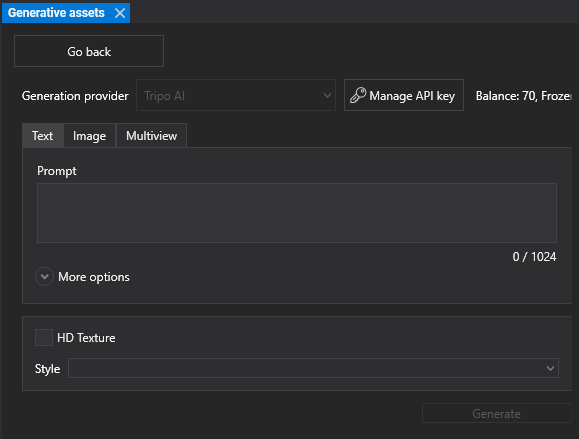 Generative assets
Go back
Generation provider Tripo AI Manage API key Balance: 70, Frozen
Text Image Multiview
Prompt
0 / 1024
More options
HD Texture
Style
Generate